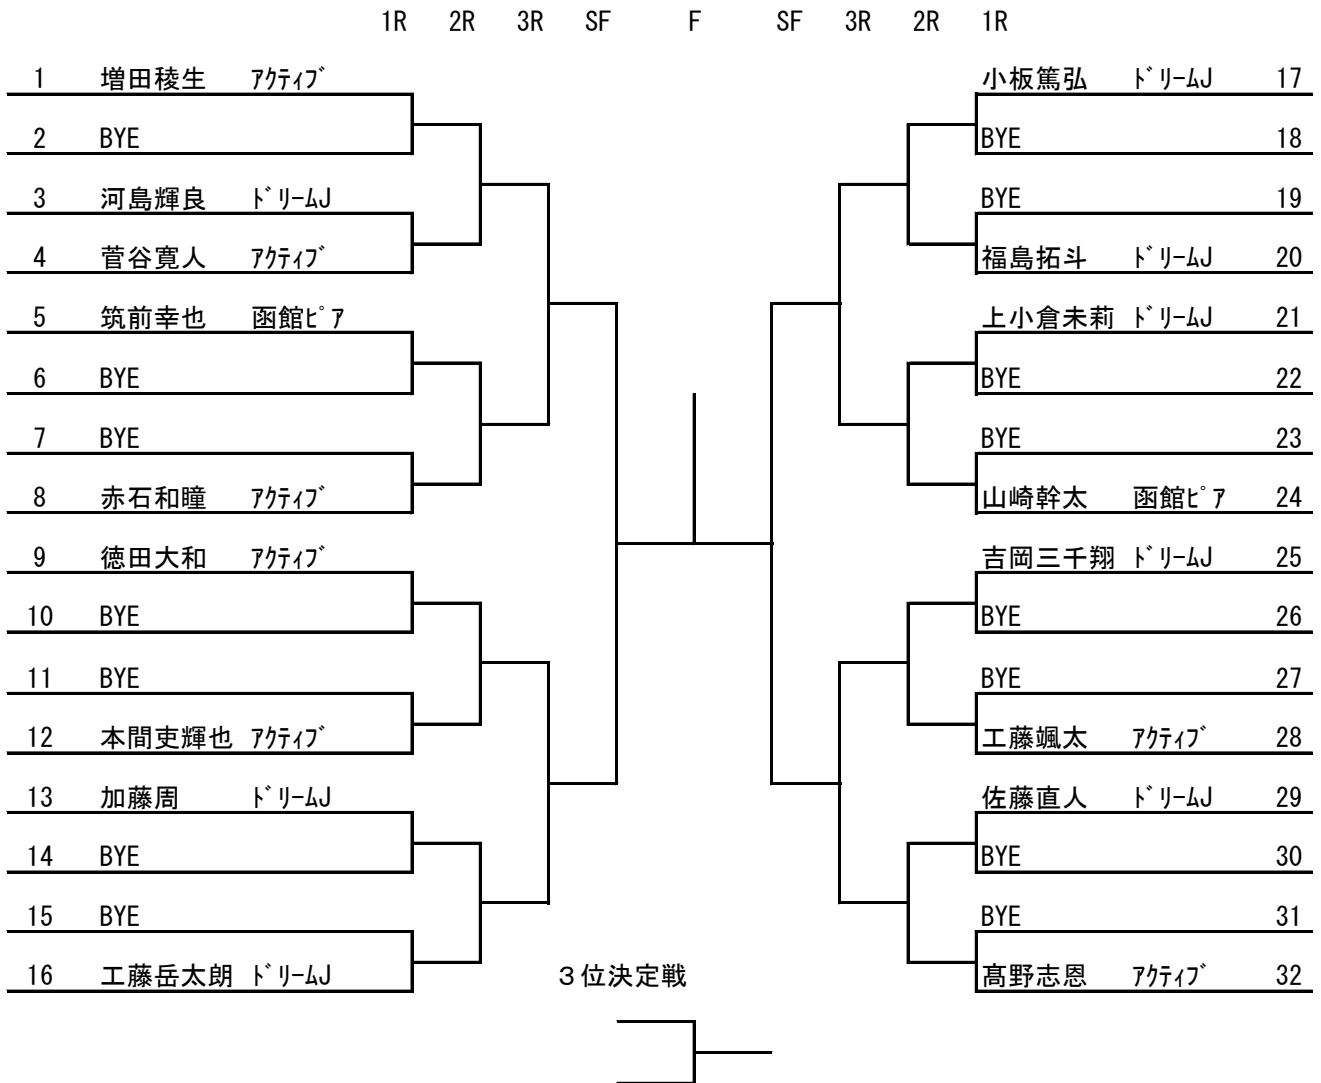 1R 2R 3R SF F SF 3R 2R 1R
1 増田稜生 ｱｸﾃｨﾌﾞ
2 BYE
3 河島輝良 ﾄﾞﾘｰﾑJ
4 菅谷寛人 ｱｸﾃｨﾌﾞ
5 筑前幸也 函館ﾋﾟｱ
6 BYE
7 BYE
8 赤石和瞳 ｱｸﾃｨﾌﾞ
9 徳田大和 ｱｸﾃｨﾌﾞ
10 BYE
11 BYE
12 本間吏輝也 ｱｸﾃｨﾌﾞ
13 加藤周 ﾄﾞﾘｰﾑJ
14 BYE
15 BYE
16 工藤岳太朗 ﾄﾞﾘｰﾑJ
小板篤弘 ﾄﾞﾘｰﾑJ 17
BYE 18
BYE 19
福島拓斗 ﾄﾞﾘｰﾑJ 20
上小倉未莉 ﾄﾞﾘｰﾑJ 21
BYE 22
BYE 23
山崎幹太 函館ﾋﾟｱ 24
吉岡三千翔 ﾄﾞﾘｰﾑJ 25
BYE 26
BYE 27
工藤颯太 ｱｸﾃｨﾌﾞ 28
佐藤直人 ﾄﾞﾘｰﾑJ 29
BYE 30
BYE 31
髙野志恩 ｱｸﾃｨﾌﾞ 32
３位決定戦